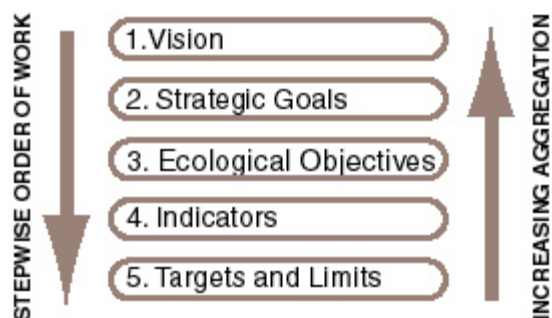 STEPWISE ORDER OF WORK
1.Vision
2. Strategic Goals
3. Ecological Objectives
4. Indicators
5. Targets and Limits
INCREASING AGGREGATION